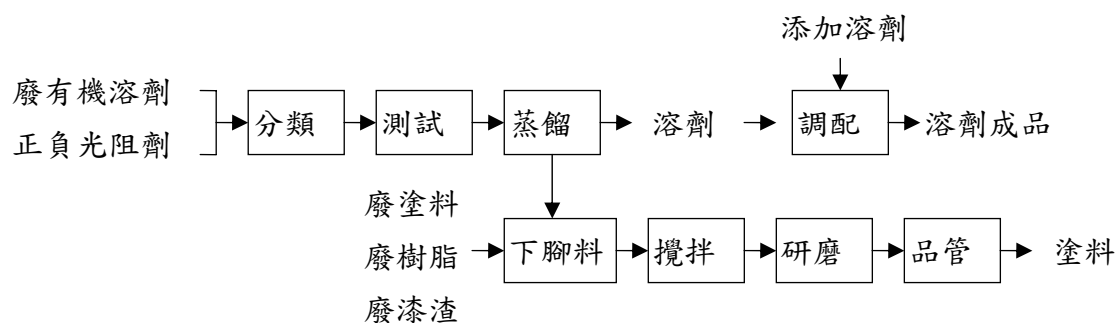 添加溶劑
廢有機溶劑
正負光阻劑
分類
測試
蒸餾
溶劑
調配
溶劑成品
廢塗料
廢樹脂
廢漆渣
下腳料
攪拌
研磨
品管
塗料